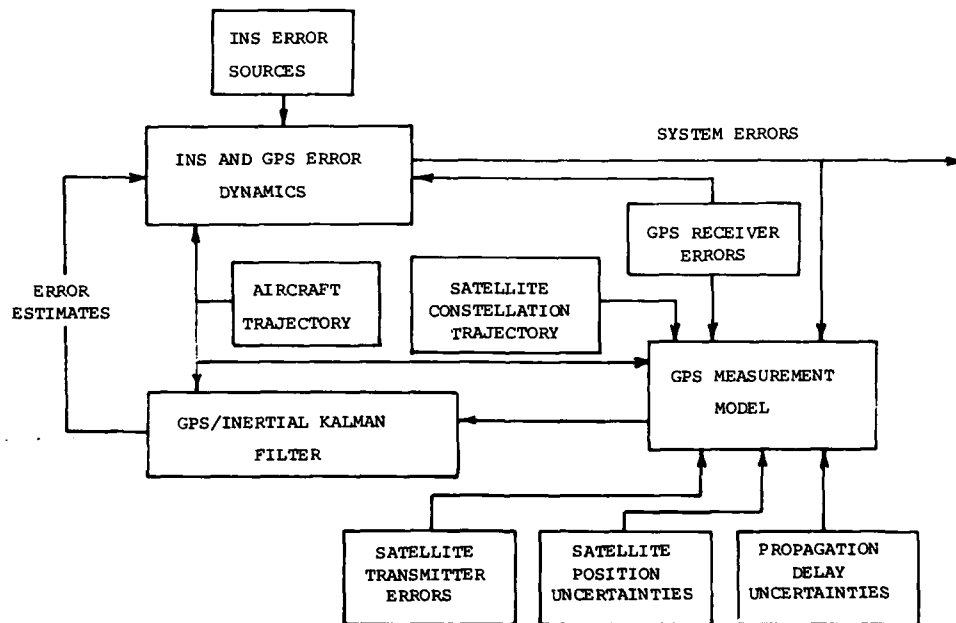 INS ERROR
SOURCES
SYSTEM ERRORS
INS AND GPS ERROR
DYNAMICS
GPS RECEIVER
ERRORS
ERROR
ESTIMATES
AIRCRAFT
TRAJECTORY
SATELLITE
CONSTELLATION
TRAJECTORY
GPS MEASUREMENT
MODEL
GPS/INERTIAL KALMAN
FILTER
SATELLITE
TRANSMITTER
ERRORS
SATELLITE
POSITION
UNCERTAINTIES
PROPAGATION
DELAY
UNCERTAINTIES